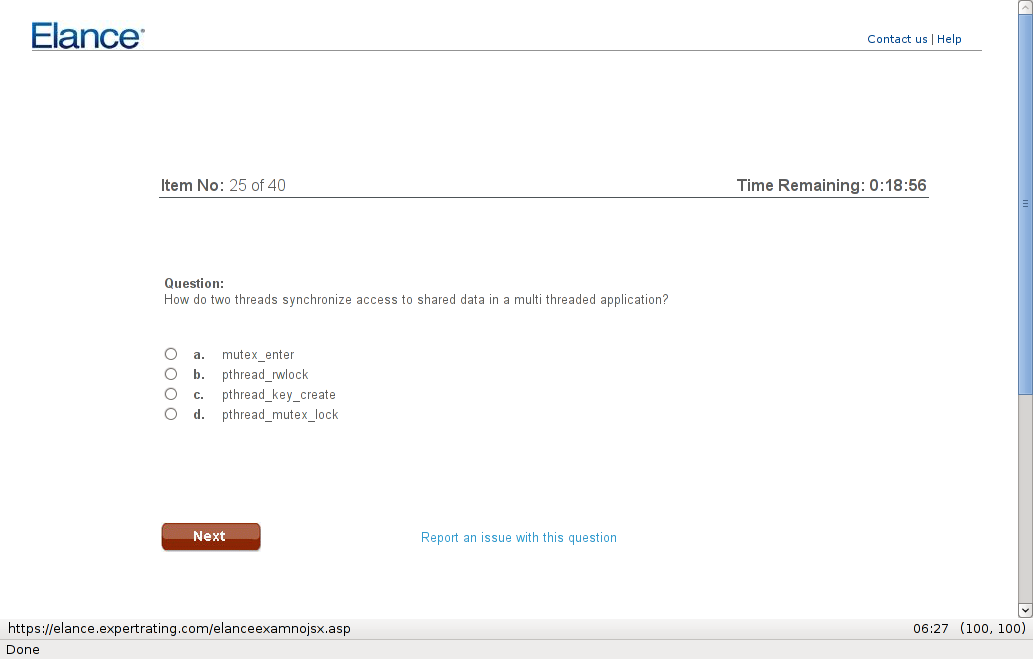 Elance®
Contact us | Help
Item No: 25 of 40
Time Remaining: 0:18:56
Question:
How do two threads synchronize access to shared data in a multi threaded application?
a. mutex_enter
b. pthread_rwlock
c. pthread_key_create
d. pthread_mutex_lock
Next
Report an issue with this question
https://elance.expertrating.com/elanceexamnojsx.asp
06:27 (100, 100)
Done